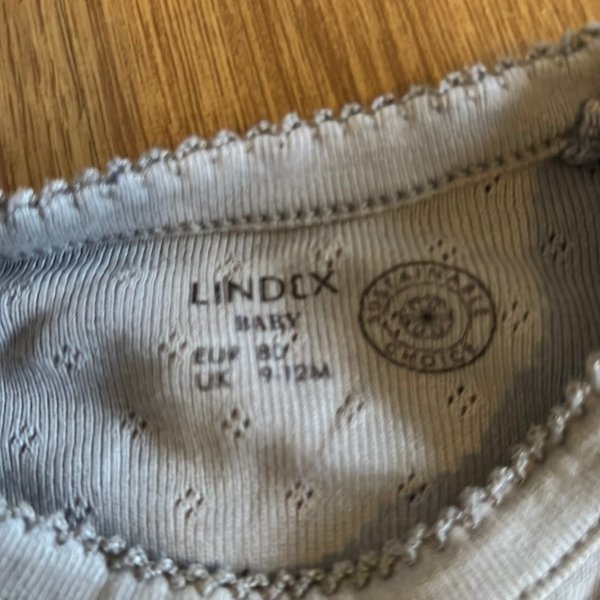 LINDEX
BABY
EUR 80
UK 9-12M
SUSTAINABLE
CHOICE